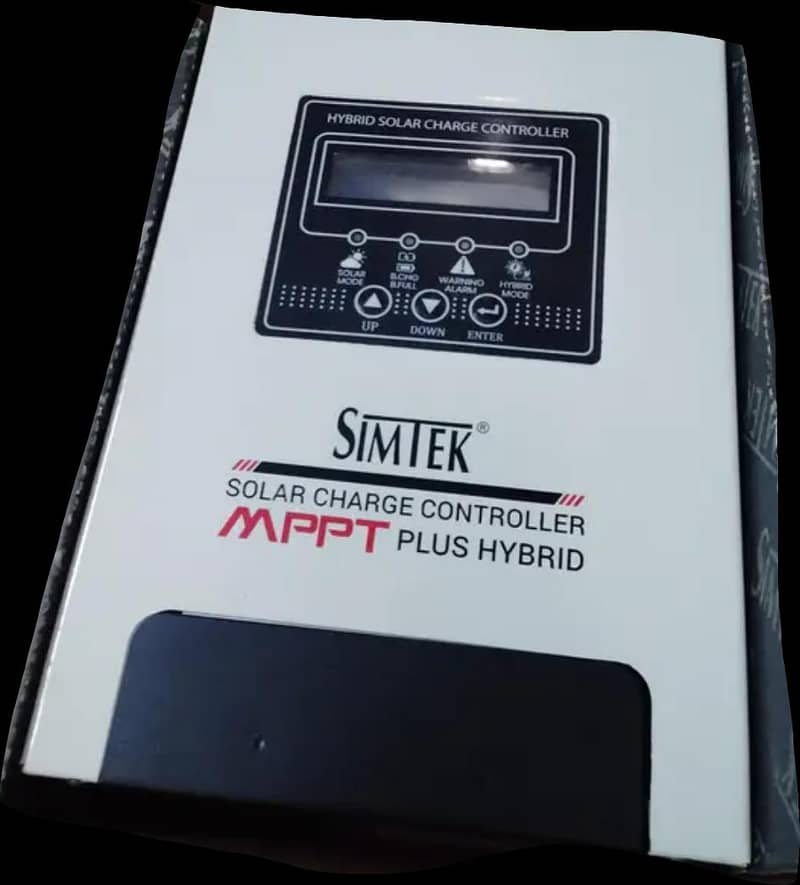 HYBRID SOLAR CHARGE CONTROLLER
SOLAR MODE
B.CHG B.FULL
WARNING ALARM
HYBRID MODE
UP DOWN ENTER
SIMTEK®
SOLAR CHARGE CONTROLLER
MPPT PLUS HYBRID